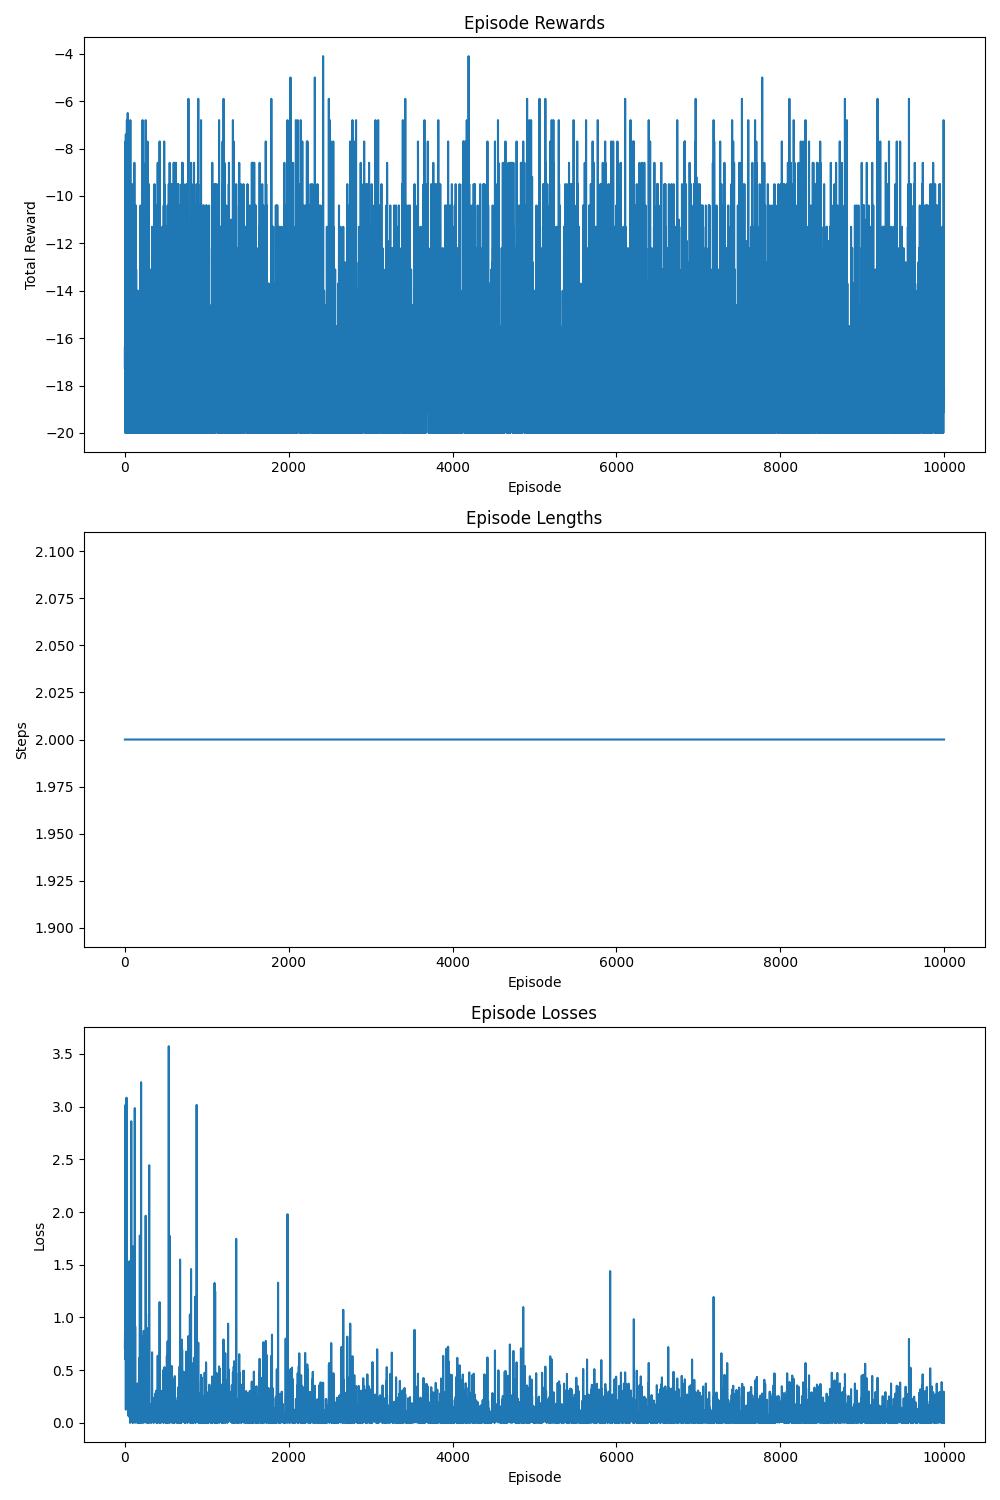 Episode Rewards
−4
−6
−8
−10
−12
−14
−16
−18
−20
Total Reward
0 2000 4000 6000 8000 10000
Episode
Episode Lengths
2.100
2.075
2.050
2.025
2.000
1.975
1.950
1.925
1.900
Steps
0 2000 4000 6000 8000 10000
Episode
Episode Losses
3.5
3.0
2.5
2.0
1.5
1.0
0.5
0.0
Loss
0 2000 4000 6000 8000 10000
Episode